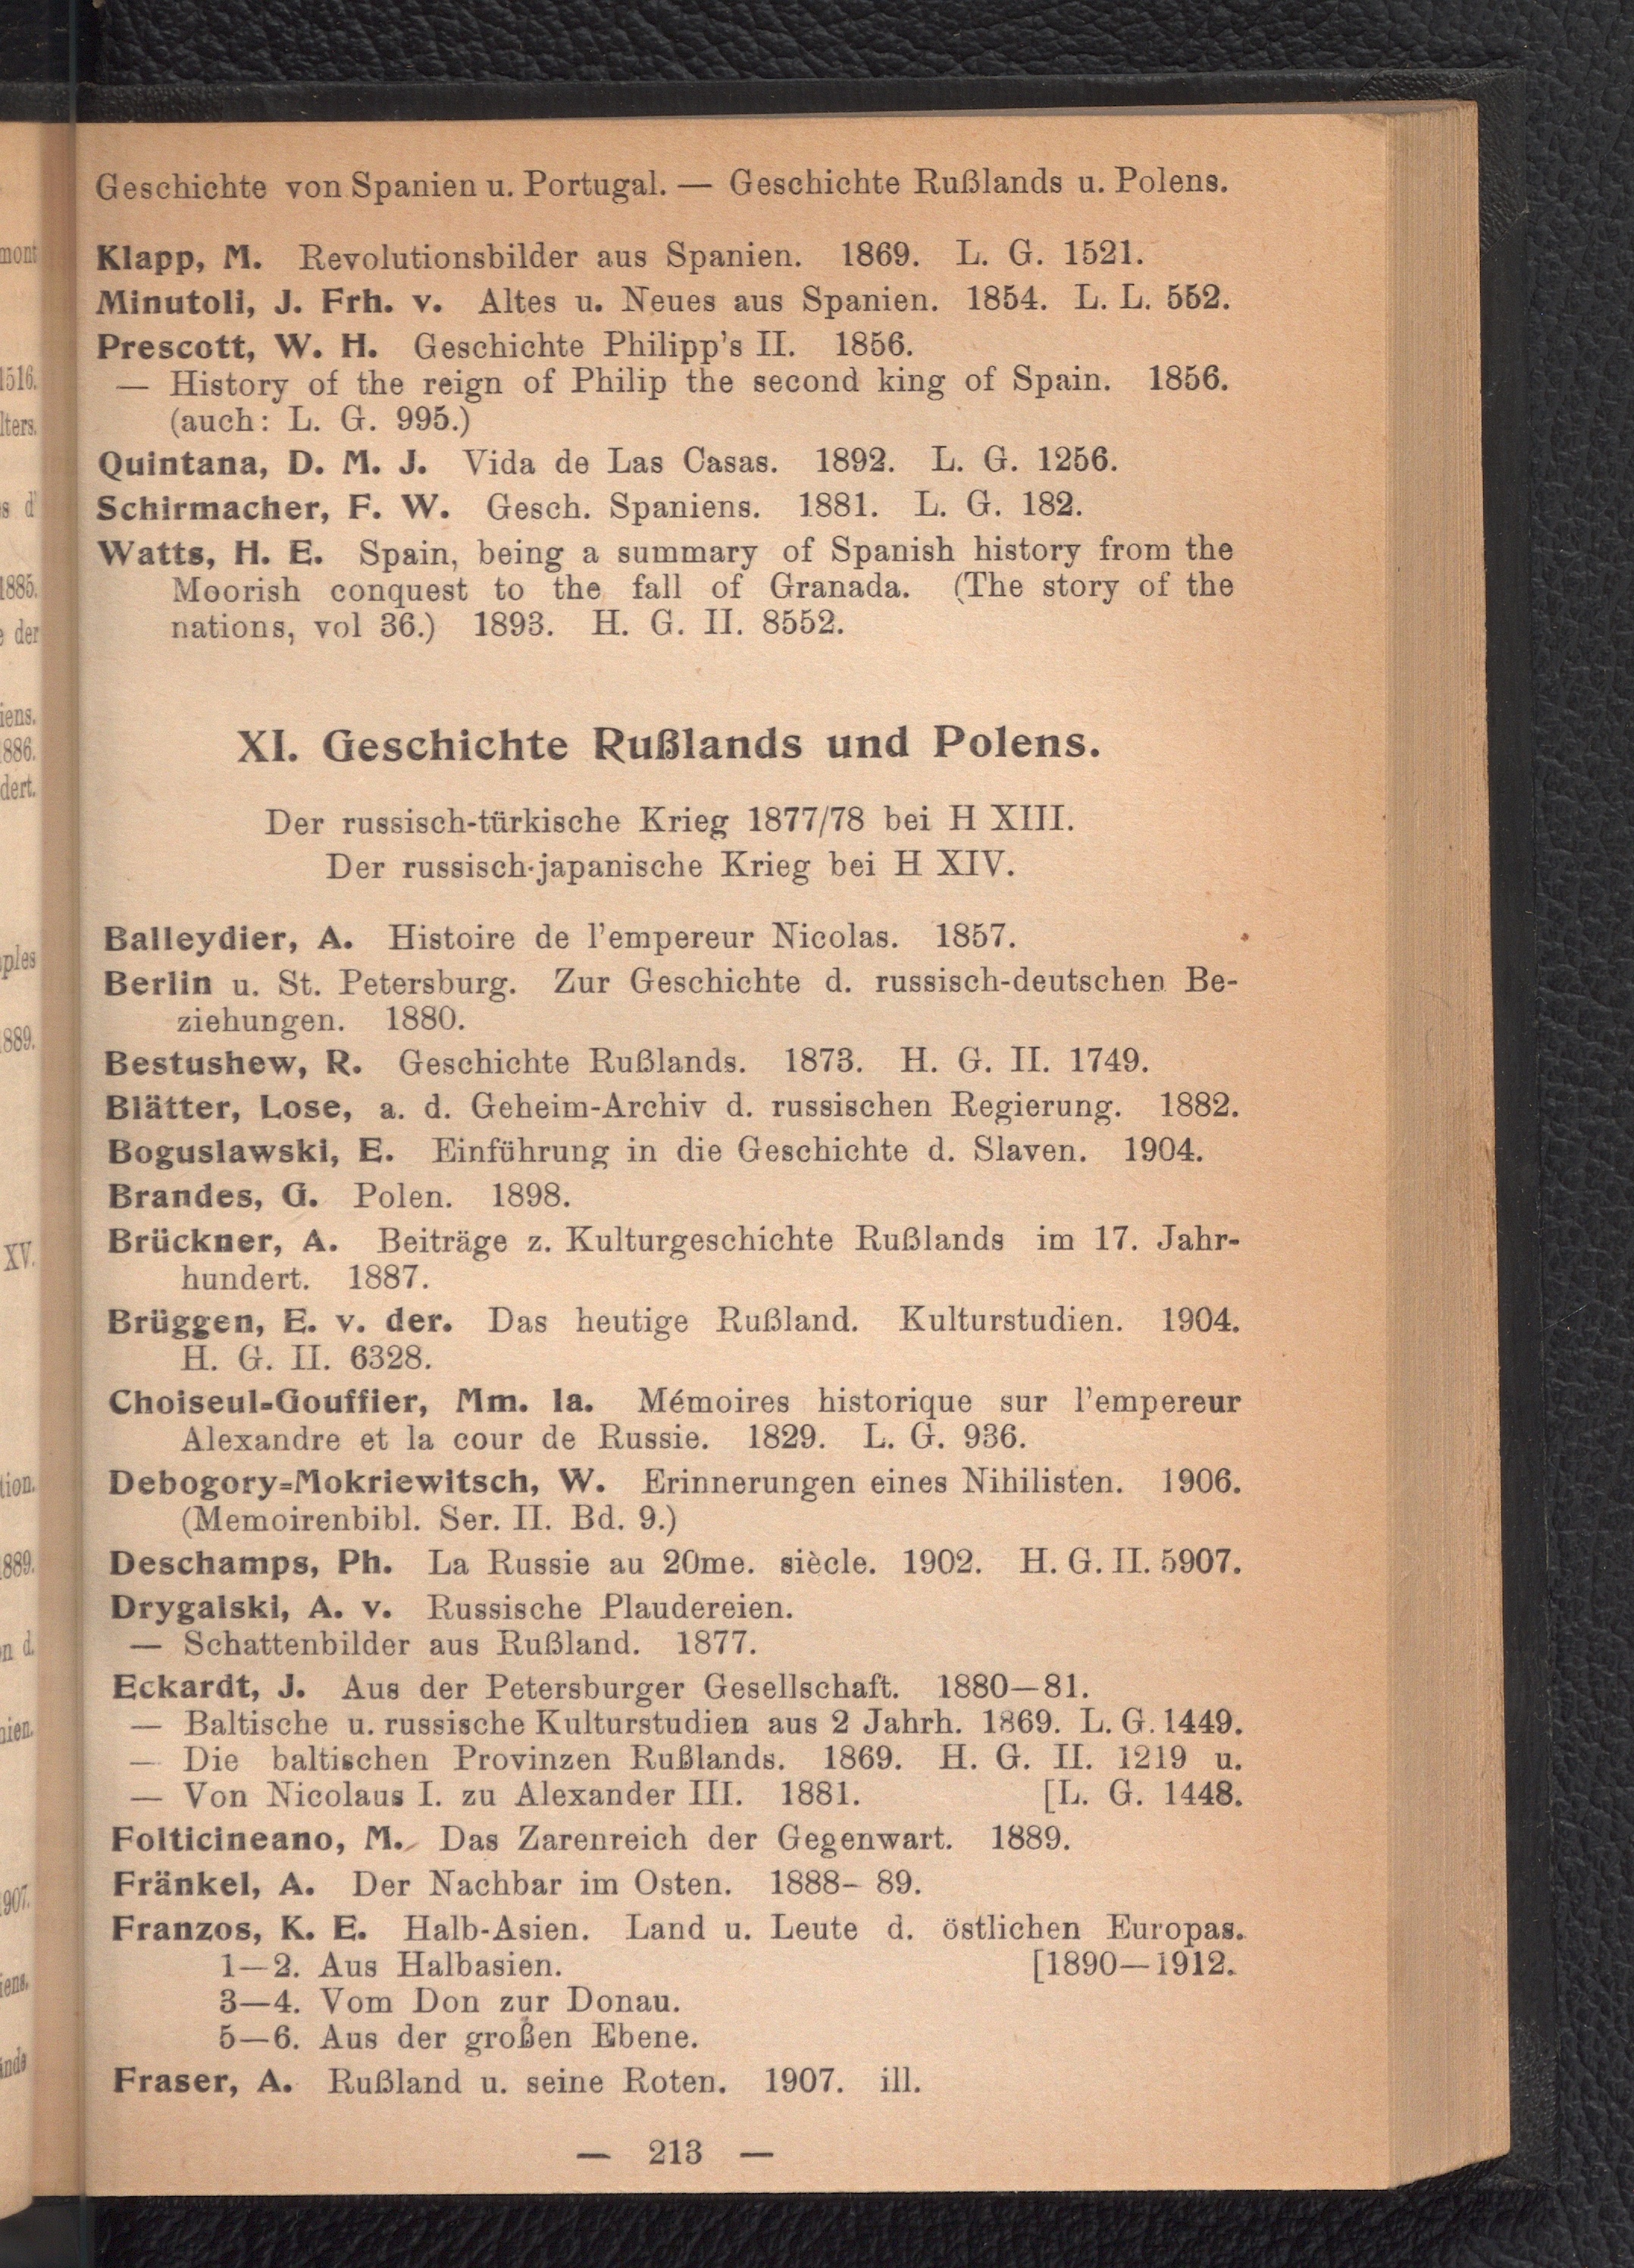 Geschichte von Spanien u. Portugal. — Geschichte Rußlands u. Polens.
Klapp, M. Revolutionsbilder aus Spanien. 1869. L. G. 1521.
Minutoli, J. Frh. v. Altes u. Neues aus Spanien. 1854. L. L. 552.
Prescott, W. H. Geschichte Philipp's II. 1856.
— History of the reign of Philip the second king of Spain. 1856.
(auch: L. G. 995.)
Quintana, D. M. J. Vida de Las Casas. 1892. L. G. 1256.
Schirmacher, F. W. Gesch. Spaniens. 1881. L. G. 182.
Watts, H. E. Spain, being a summary of Spanish history from the
Moorish conquest to the fall of Granada. (The story of the
nations, vol 36.) 1893. H. G. II. 8552.
XI. Geschichte Rußlands und Polens.
Der russisch-türkische Krieg 1877/78 bei H XIII.
Der russisch-japanische Krieg bei H XIV.
Balleydier, A. Histoire de l'empereur Nicolas. 1857.
Berlin u. St. Petersburg. Zur Geschichte d. russisch-deutschen Be-
ziehungen. 1880.
Bestushew, R. Geschichte Rußlands. 1873. H. G. II. 1749.
Blätter, Lose, a. d. Geheim-Archiv d. russischen Regierung. 1882.
Boguslawski, E. Einführung in die Geschichte d. Slaven. 1904.
Brandes, G. Polen. 1898.
Brückner, A. Beiträge z. Kulturgeschichte Rußlands im 17. Jahr-
hundert. 1887.
Brüggen, E. v. der. Das heutige Rußland. Kulturstudien. 1904.
H. G. II. 6328.
Choiseul-Gouffier, Mm. la. Mémoires historique sur l'empereur
Alexandre et la cour de Russie. 1829. L. G. 936.
Debogory-Mokriewitsch, W. Erinnerungen eines Nihilisten. 1906.
(Memoirenbibl. Ser. II. Bd. 9.)
Deschamps, Ph. La Russie au 20me. siècle. 1902. H. G. II. 5907.
Drygalski, A. v. Russische Plaudereien.
— Schattenbilder aus Rußland. 1877.
Eckardt, J. Aus der Petersburger Gesellschaft. 1880—81.
— Baltische u. russische Kulturstudien aus 2 Jahrh. 1869. L. G. 1449.
— Die baltischen Provinzen Rußlands. 1869. H. G. II. 1219 u.
— Von Nicolaus I. zu Alexander III. 1881. [L. G. 1448.
Folticineano, M. Das Zarenreich der Gegenwart. 1889.
Fränkel, A. Der Nachbar im Osten. 1888-89.
Franzos, K. E. Halb-Asien. Land u. Leute d. östlichen Europas.
1—2. Aus Halbasien. [1890—1912.
3—4. Vom Don zur Donau.
5—6. Aus der großen Ebene.
Fraser, A. Rußland u. seine Roten. 1907. ill.
— 213 —